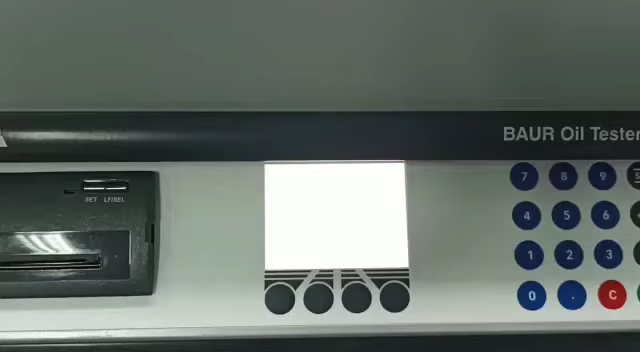 BAUR Oil Tester
SET LF/SEL
7 8 9
4 5 6
1 2 3
0 . C